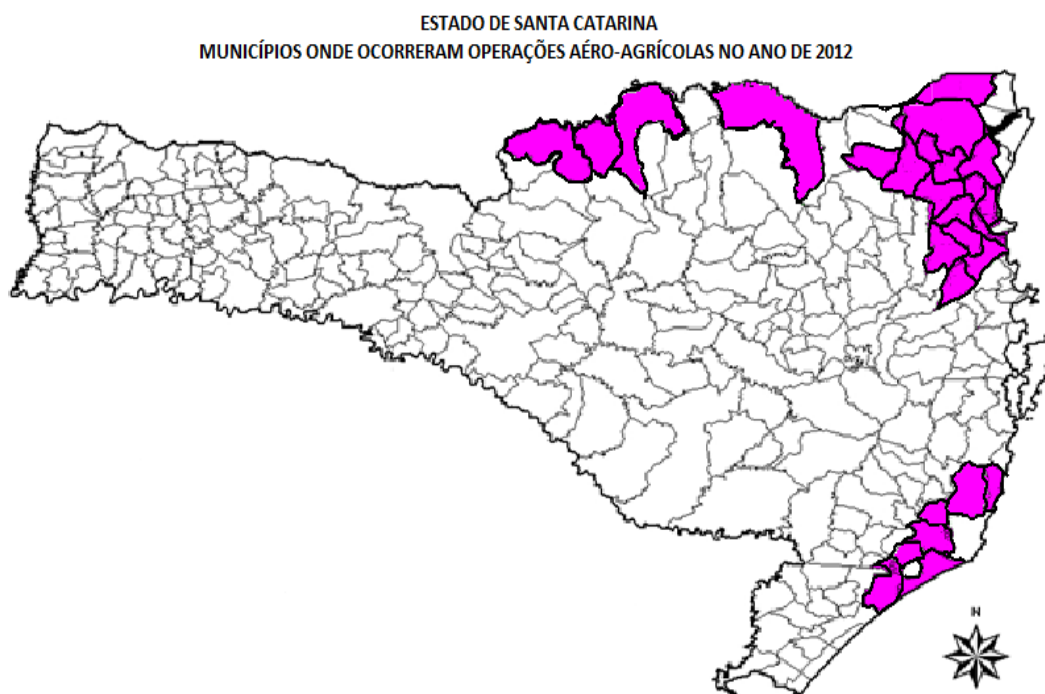 ESTADO DE SANTA CATARINA
MUNICÍPIOS ONDE OCORRERAM OPERAÇÕES AÉRO-AGRÍCOLAS NO ANO DE 2012
N